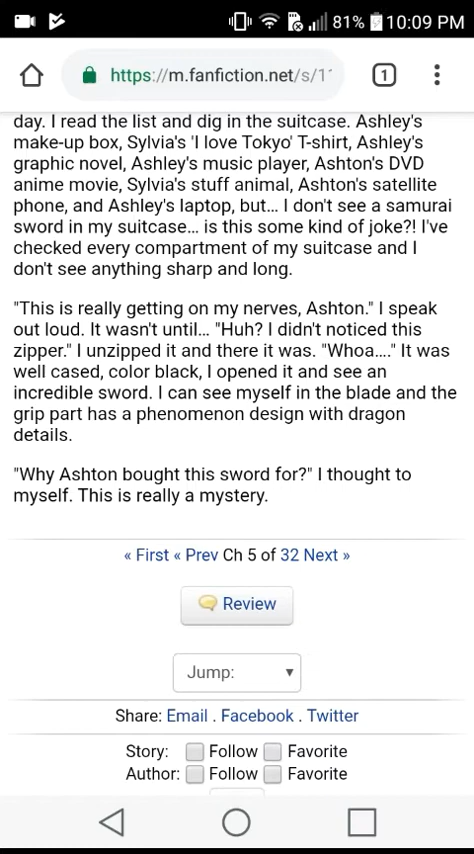 81% 10:09 PM
https://m.fanfiction.net/s/1
1
day. I read the list and dig in the suitcase. Ashley's
make-up box, Sylvia's 'I love Tokyo' T-shirt, Ashley's
graphic novel, Ashley's music player, Ashton's DVD
anime movie, Sylvia's stuff animal, Ashton's satellite
phone, and Ashley's laptop, but... I don't see a samurai
sword in my suitcase... is this some kind of joke?! I've
checked every compartment of my suitcase and I
don't see anything sharp and long.
"This is really getting on my nerves, Ashton." I speak
out loud. It wasn't until... "Huh? I didn't noticed this
zipper." I unzipped it and there it was. "Whoa...." It was
well cased, color black, I opened it and see an
incredible sword. I can see myself in the blade and the
grip part has a phenomenon design with dragon
details.
"Why Ashton bought this sword for?" I thought to
myself. This is really a mystery.
« First « Prev Ch 5 of 32 Next »
Review
Jump:
Share: Email . Facebook . Twitter
Story: Follow Favorite
Author: Follow Favorite